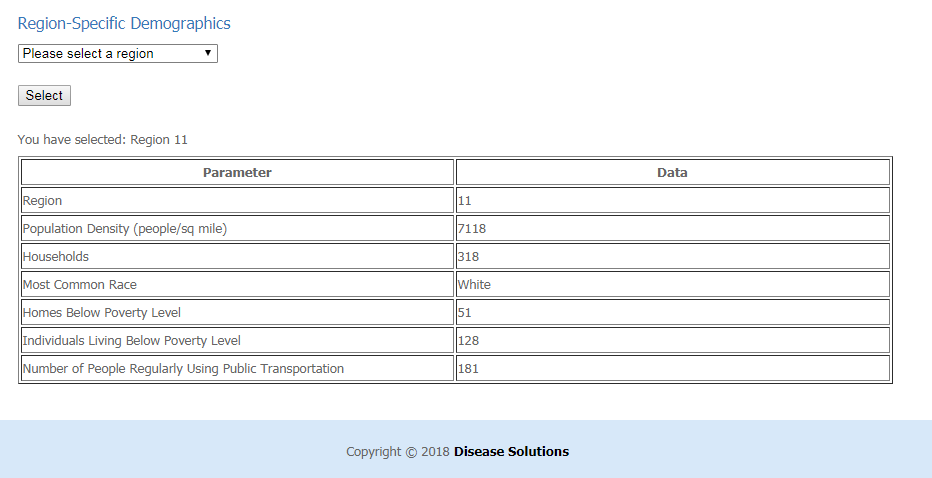 Region-Specific Demographics
Please select a region
Select
You have selected: Region 11
Parameter Data
Region 11
Population Density (people/sq mile) 7118
Households 318
Most Common Race White
Homes Below Poverty Level 51
Individuals Living Below Poverty Level 128
Number of People Regularly Using Public Transportation 181
Copyright © 2018 Disease Solutions